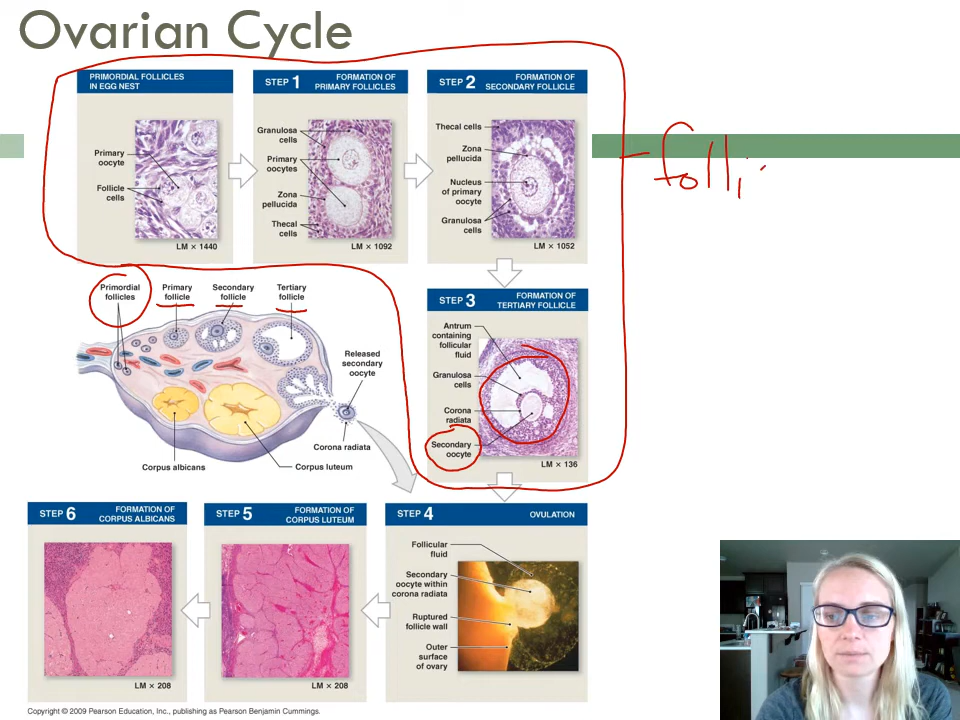 Ovarian Cycle
PRIMORDIAL FOLLICLES
IN EGG NEST
Primary
oocyte
Follicle
cells
LM × 1440
STEP 1
FORMATION OF
PRIMARY FOLLICLES
Granulosa
cells
Primary
oocytes
Zona
pellucida
Thecal
cells
LM × 1092
STEP 2
FORMATION OF
SECONDARY FOLLICLE
Thecal cells
Zona
pellucida
Nucleus
of primary
oocyte
Granulosa
cells
LM × 1052
- folli
Primordial
follicles
Primary
follicle
Secondary
follicle
Tertiary
follicle
Released
secondary
oocyte
Corona radiata
Corpus albicans
Corpus luteum
STEP 3
FORMATION OF
TERTIARY FOLLICLE
Antrum
containing
follicular
fluid
Granulosa
cells
Corona
radiata
Secondary
oocyte
LM × 136
STEP 6
FORMATION OF
CORPUS ALBICANS
LM × 208
STEP 5
FORMATION OF
CORPUS LUTEUM
LM × 208
STEP 4
OVULATION
Follicular
fluid
Secondary
oocyte within
corona radiata
Ruptured
follicle wall
Outer
surface
of ovary
Copyright © 2009 Pearson Education, Inc., publishing as Pearson Benjamin Cummings.